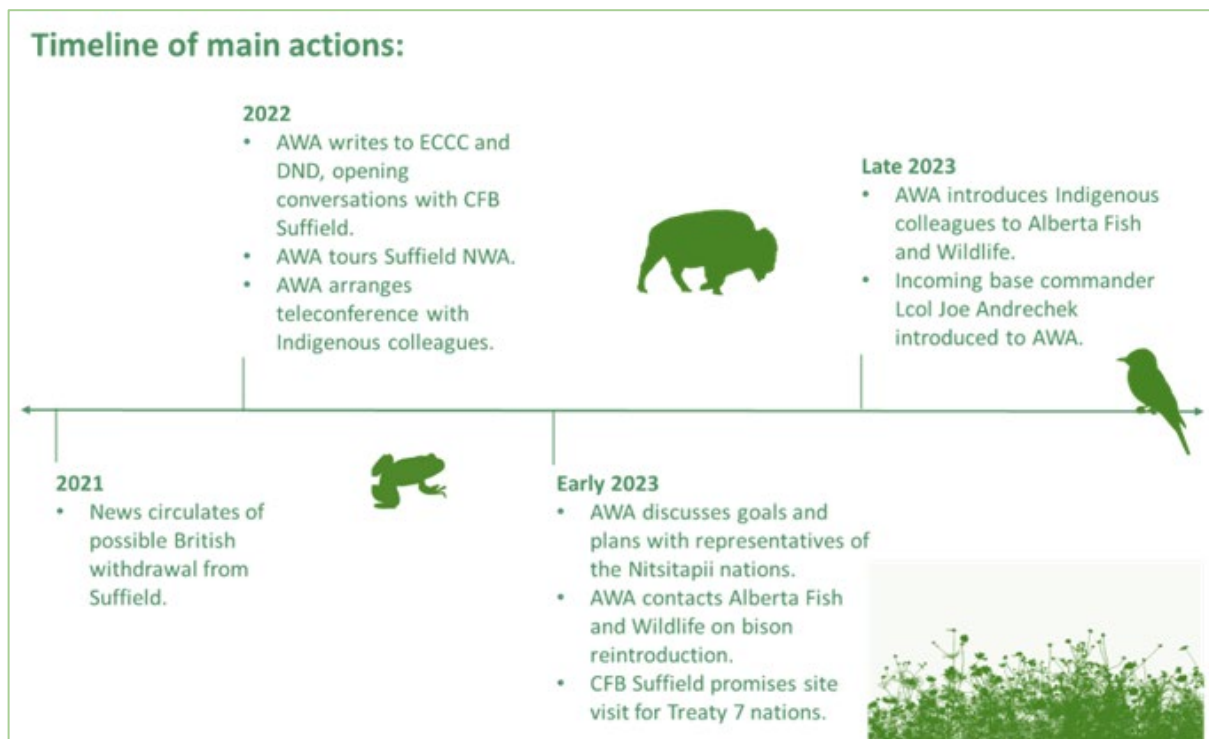 Timeline of main actions:
2022
• AWA writes to ECCC and
DND, opening
conversations with CFB
Suffield.
• AWA tours Suffield NWA.
• AWA arranges
teleconference with
Indigenous colleagues.
Late 2023
• AWA introduces Indigenous
colleagues to Alberta Fish
and Wildlife.
• Incoming base commander
Lcol Joe Andrechek
introduced to AWA.
2021
• News circulates of
possible British
withdrawal from
Suffield.
Early 2023
• AWA discusses goals and
plans with representatives of
the Nitsitapii nations.
• AWA contacts Alberta Fish
and Wildlife on bison
reintroduction.
• CFB Suffield promises site
visit for Treaty 7 nations.